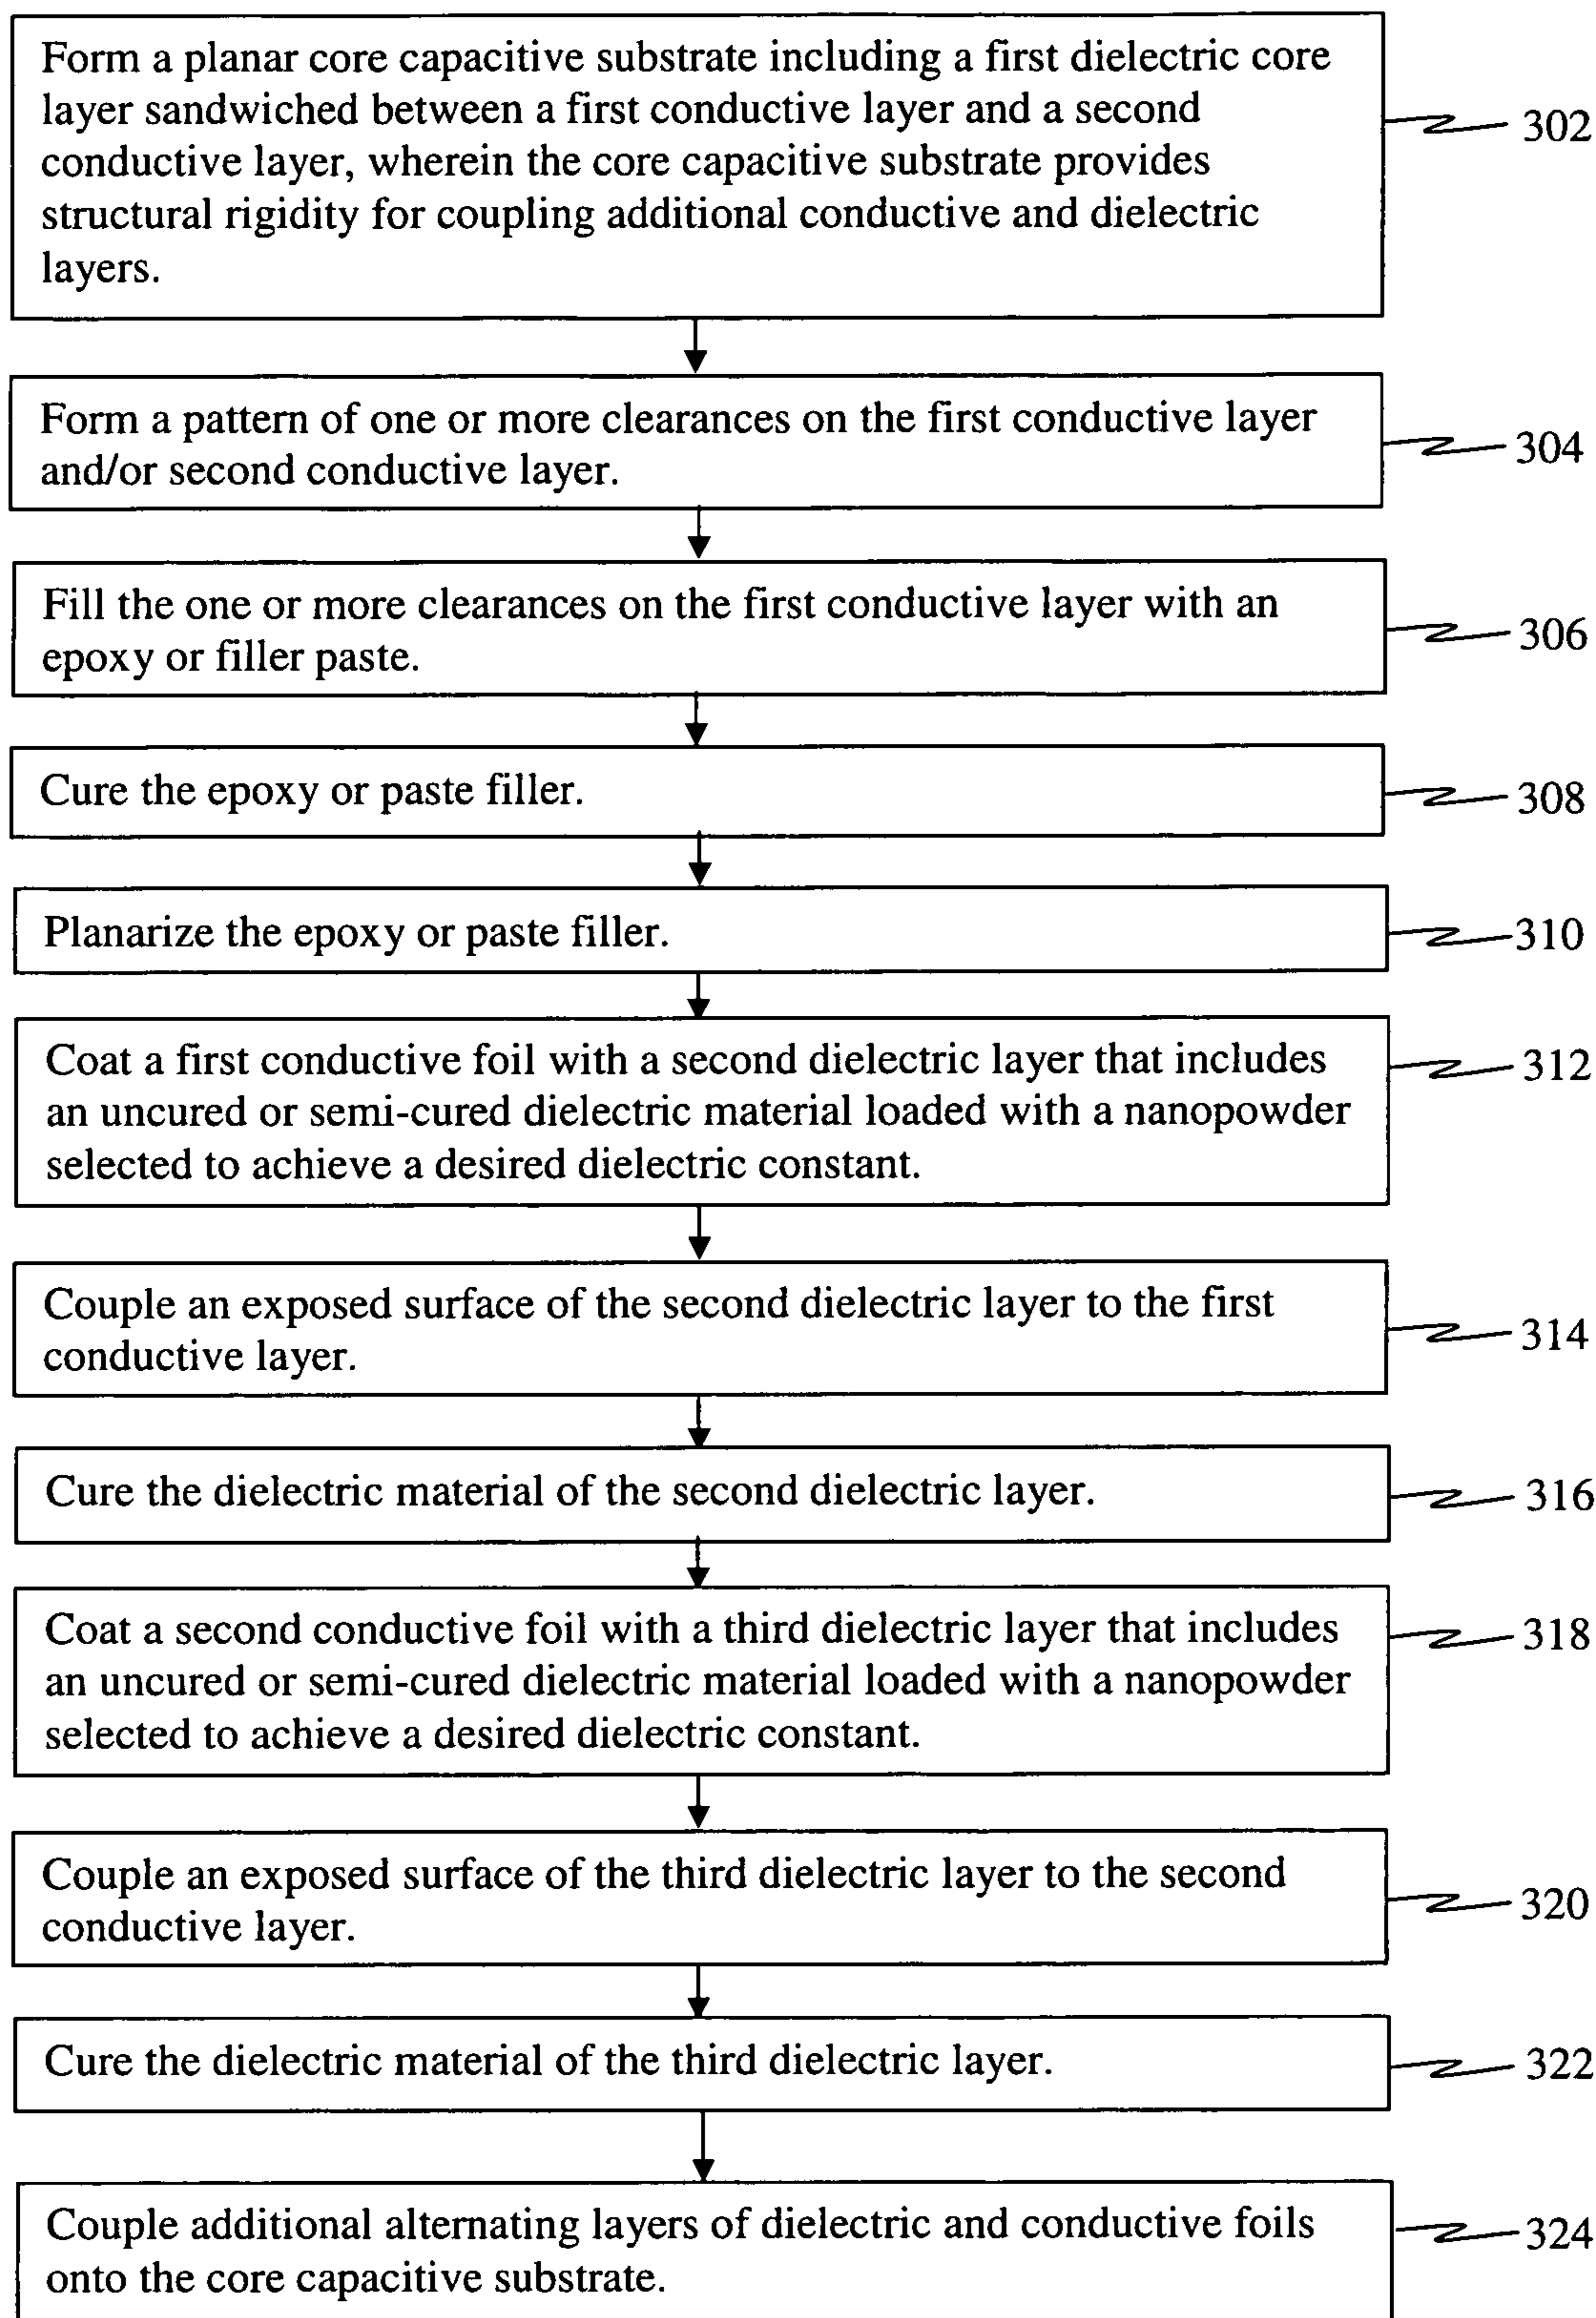 Form a planar core capacitive substrate including a first dielectric core
layer sandwiched between a first conductive layer and a second
conductive layer, wherein the core capacitive substrate provides
structural rigidity for coupling additional conductive and dielectric
layers.
302
Form a pattern of one or more clearances on the first conductive layer
and/or second conductive layer.
304
Fill the one or more clearances on the first conductive layer with an
epoxy or filler paste.
306
Cure the epoxy or paste filler.
308
Planarize the epoxy or paste filler.
310
Coat a first conductive foil with a second dielectric layer that includes
an uncured or semi-cured dielectric material loaded with a nanopowder
selected to achieve a desired dielectric constant.
312
Couple an exposed surface of the second dielectric layer to the first
conductive layer.
314
Cure the dielectric material of the second dielectric layer.
316
Coat a second conductive foil with a third dielectric layer that includes
an uncured or semi-cured dielectric material loaded with a nanopowder
selected to achieve a desired dielectric constant.
318
Couple an exposed surface of the third dielectric layer to the second
conductive layer.
320
Cure the dielectric material of the third dielectric layer.
322
Couple additional alternating layers of dielectric and conductive foils
onto the core capacitive substrate.
324